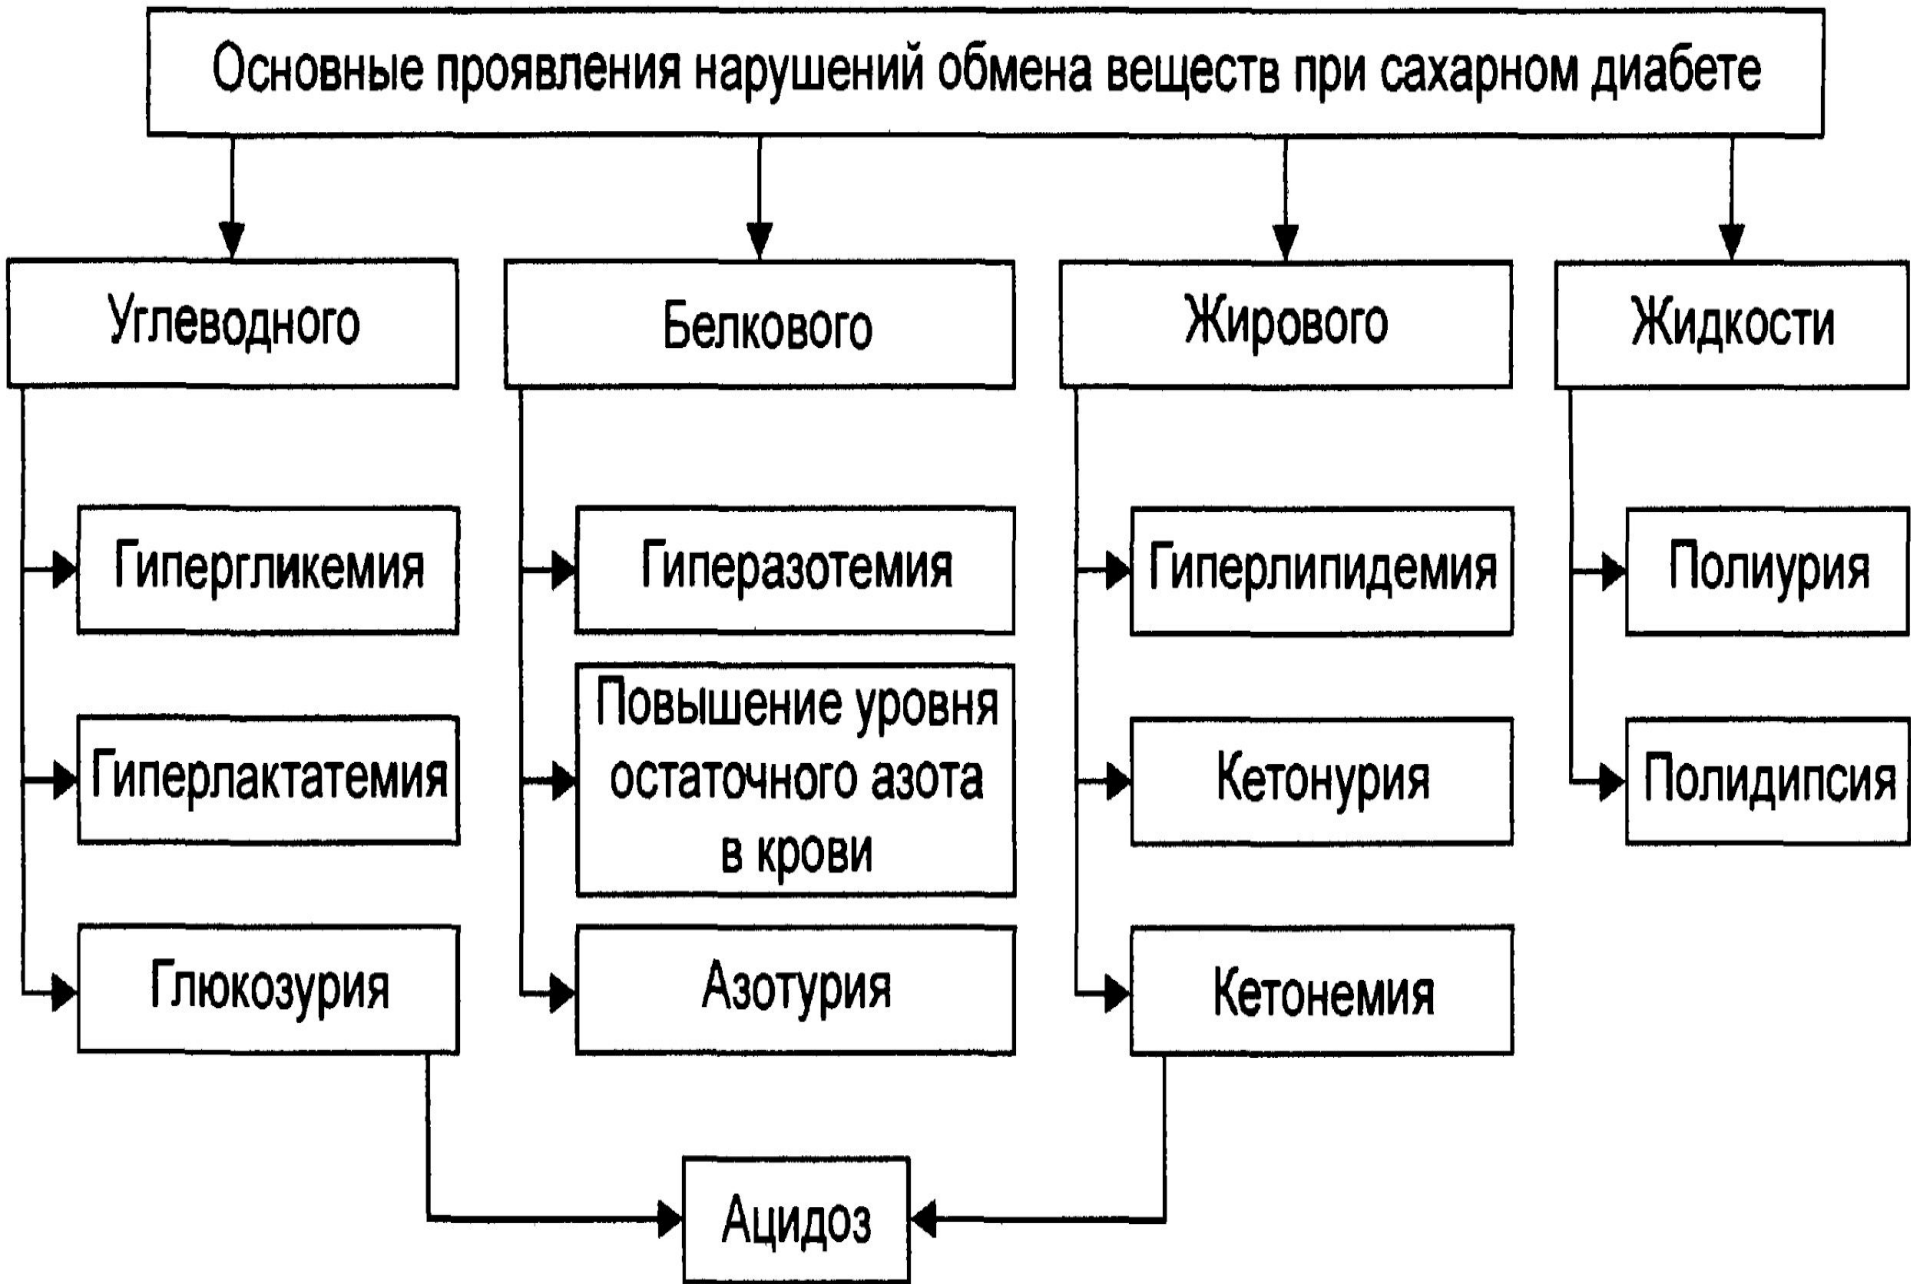 Основные проявления нарушений обмена веществ при сахарном диабете
Углеводного
Белкового
Жирового
Жидкости
Гипергликемия
Гиперазотемия
Гиперлипидемия
Полиурия
Гиперлактатемия
Повышение уровня
остаточного азота
в крови
Кетонурия
Полидипсия
Глюкозурия
Азотурия
Кетонемия
Ацидоз